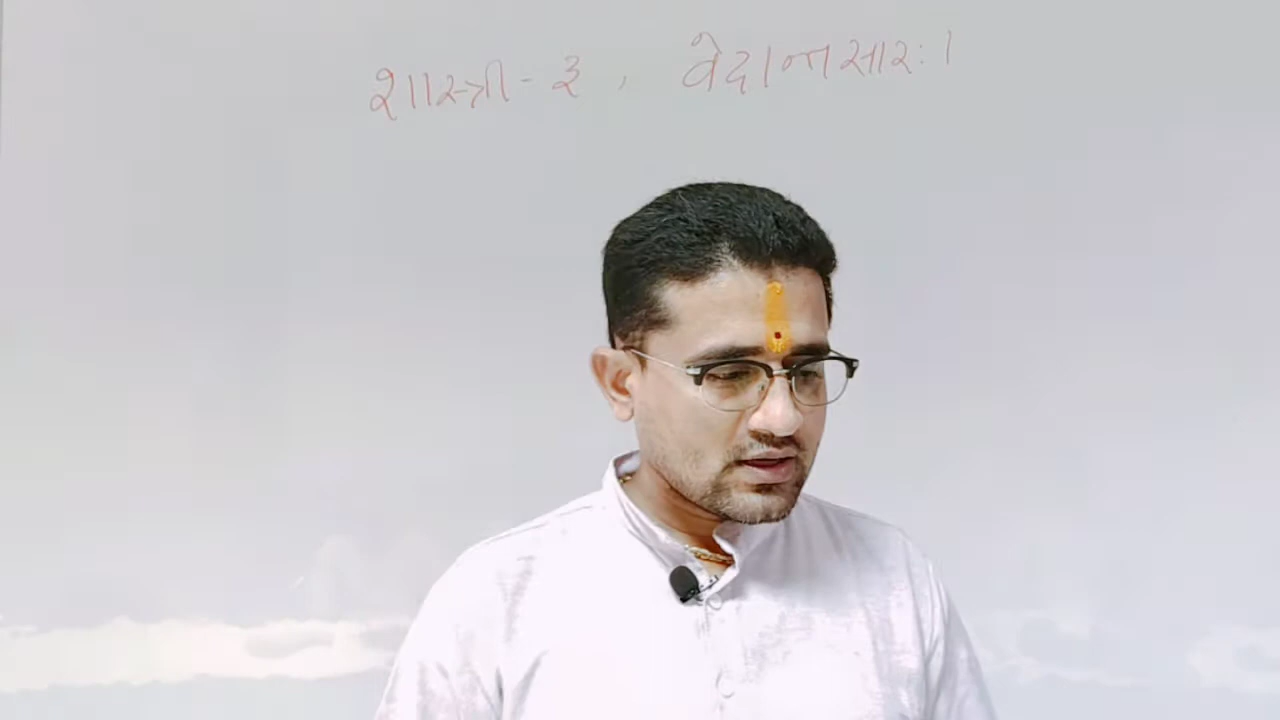 शास्त्री - ३ , वेदान्तसारः ।